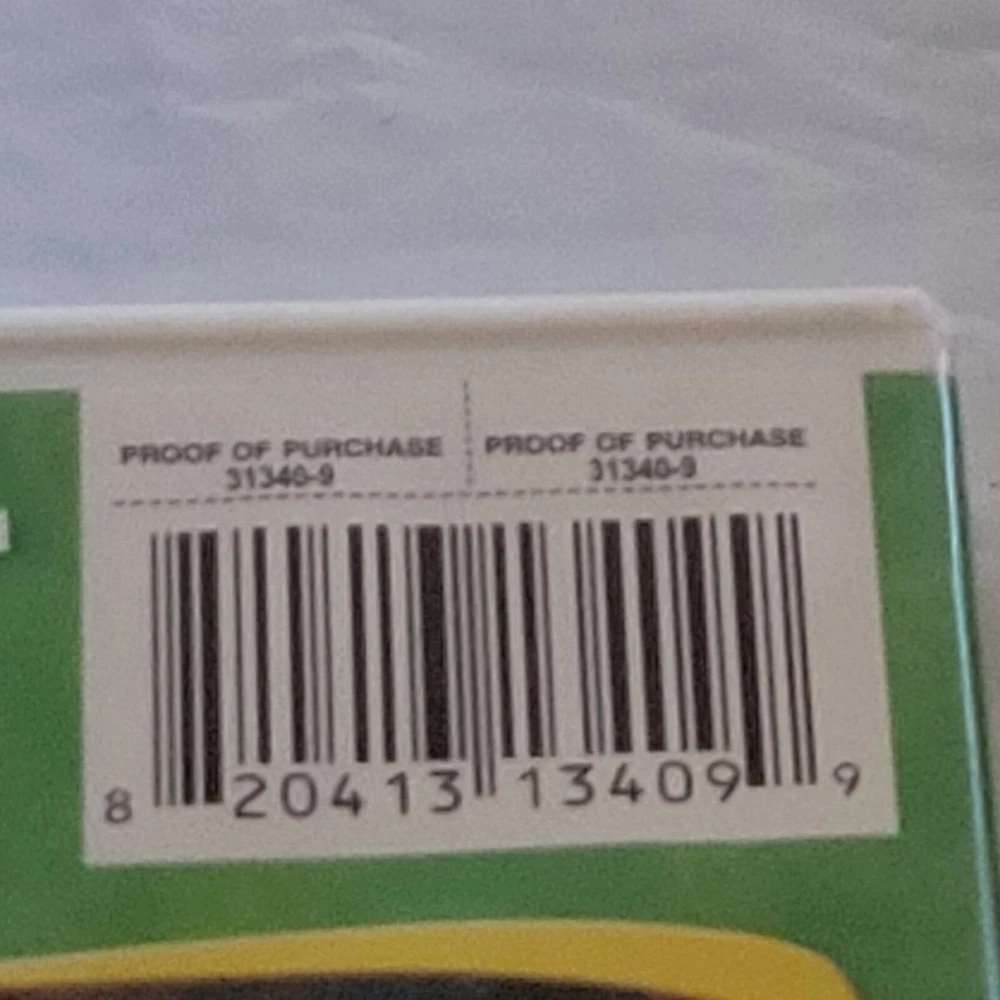 PROOF OF PURCHASE
31340-9
PROOF OF PURCHASE
31340-9
8 20413 13409 9